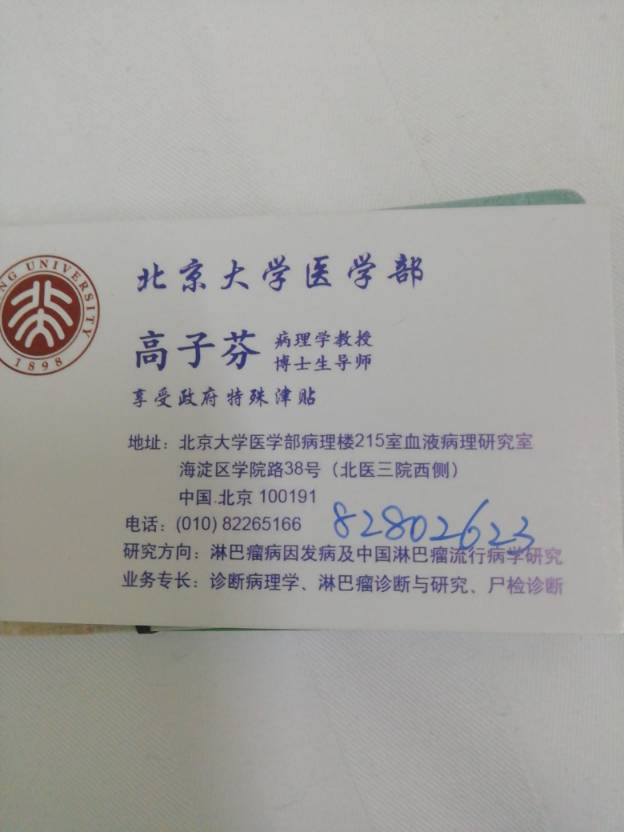 北京大学医学部
高子芬 病理学教授
博士生导师
享受政府特殊津贴
地址：北京大学医学部病理楼215室血液病理研究室
海淀区学院路38号（北医三院西侧）
中国.北京 100191
电话：(010) 82265166 82802623
研究方向：淋巴瘤病因发病及中国淋巴瘤流行病学研究
业务专长：诊断病理学、淋巴瘤诊断与研究、尸检诊断
NG UNIVERSITY
1898